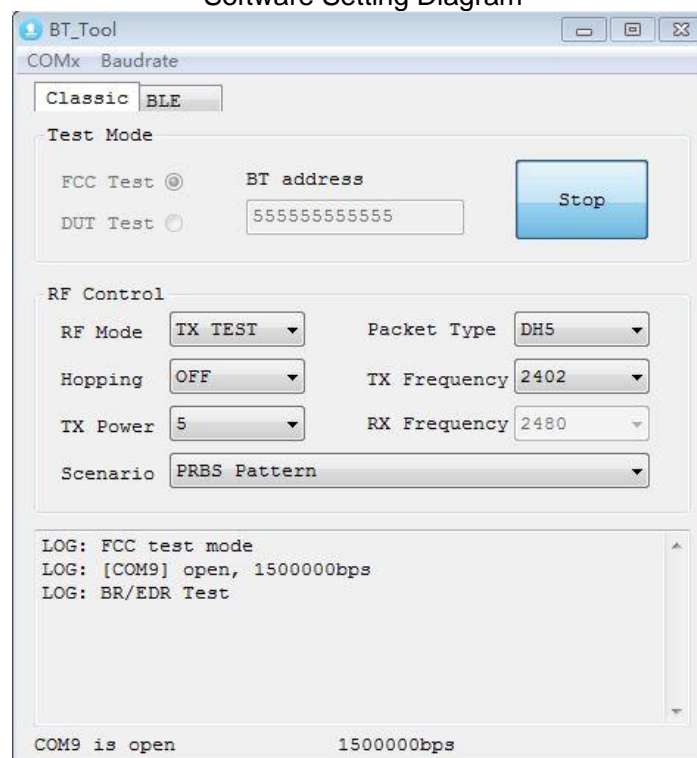 Software Setting Diagram
BT_Tool
COMx Baudrate
Classic BLE
Test Mode
FCC Test BT address
Stop
DUT Test 555555555555
RF Control
RF Mode TX TEST Packet Type DH5
Hopping OFF TX Frequency 2402
TX Power 5 RX Frequency 2480
Scenario PRBS Pattern
LOG: FCC test mode
LOG: [COM9] open, 1500000bps
LOG: BR/EDR Test
COM9 is open 1500000bps